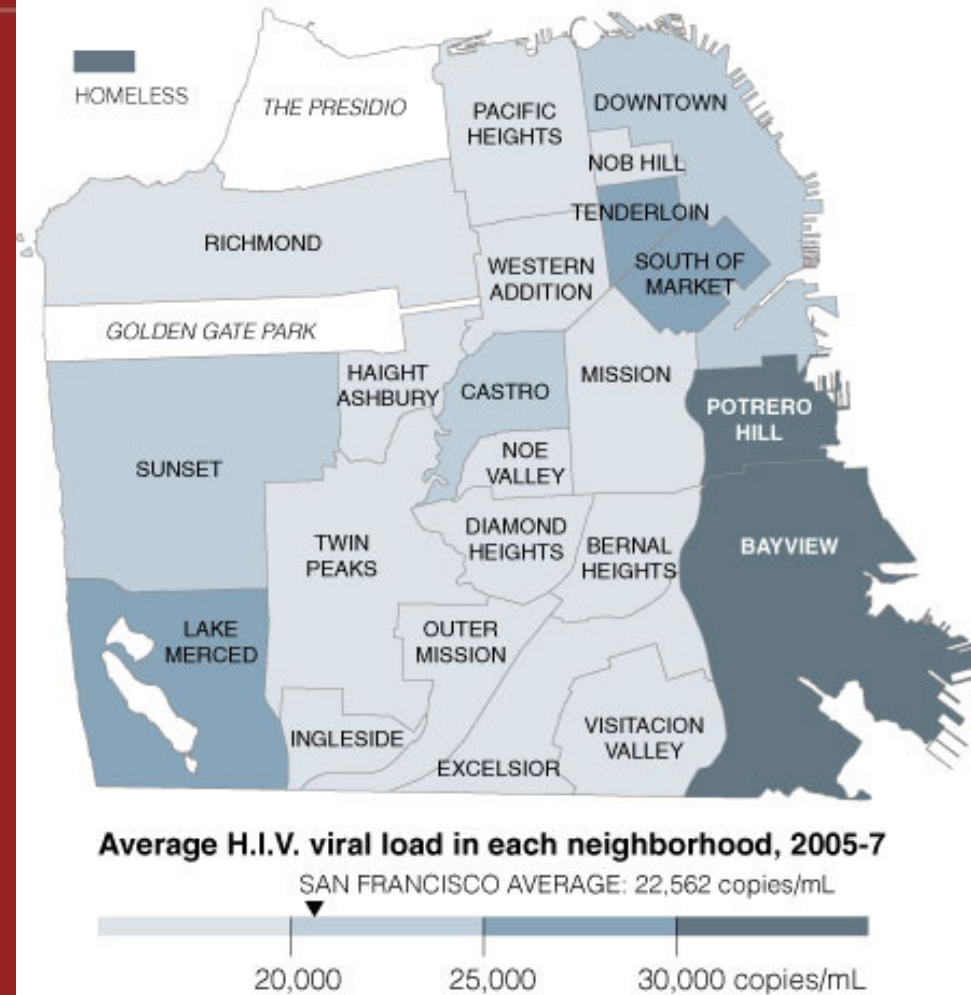 HOMELESS
THE PRESIDIO
PACIFIC
HEIGHTS
DOWNTOWN
NOB HILL
TENDERLOIN
RICHMOND
WESTERN
ADDITION
SOUTH OF
MARKET
GOLDEN GATE PARK
HAIGHT
ASHBURY
CASTRO
MISSION
POTRERO
HILL
SUNSET
NOE
VALLEY
TWIN
PEAKS
DIAMOND
HEIGHTS
BERNAL
HEIGHTS
BAYVIEW
LAKE
MERCED
OUTER
MISSION
INGLESIDE
EXCELSIOR
VISITACION
VALLEY
Average H.I.V. viral load in each neighborhood, 2005-7
SAN FRANCISCO AVERAGE: 22,562 copies/mL
20,000 25,000 30,000 copies/mL